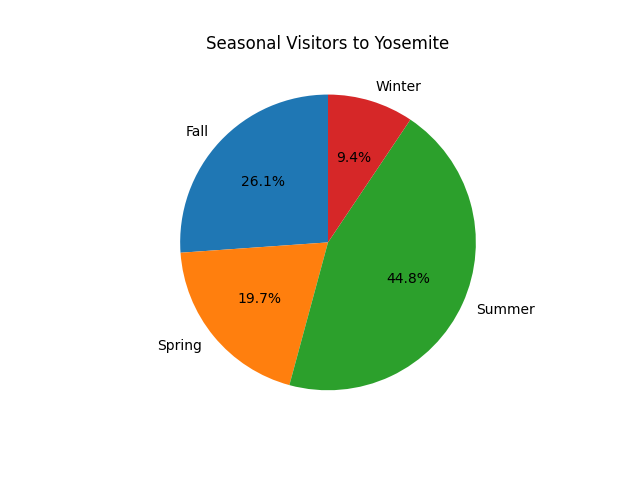 Seasonal Visitors to Yosemite
Winter
Fall
9.4%
26.1%
44.8%
19.7%
Summer
Spring